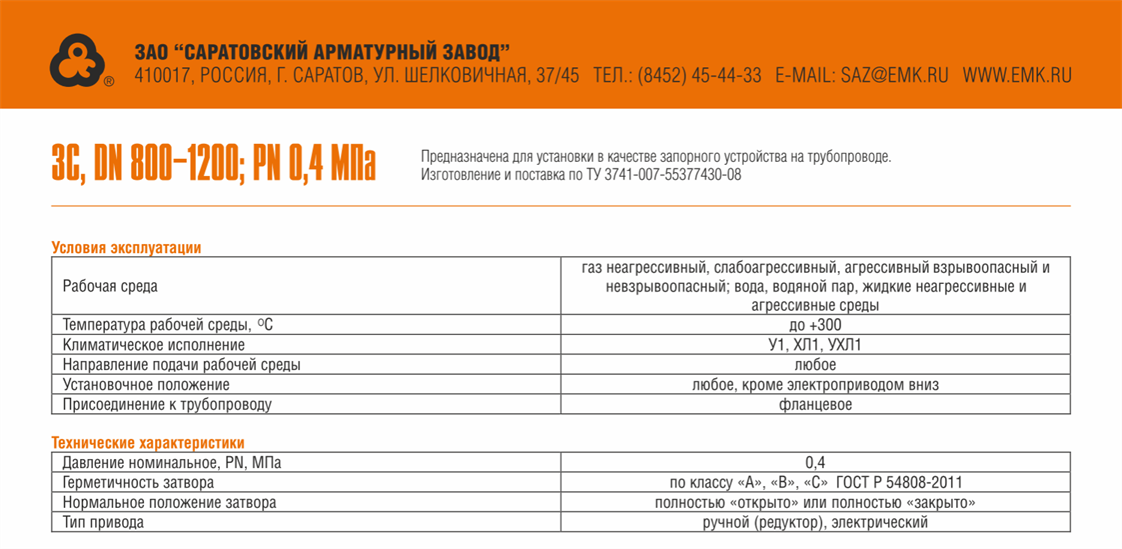 ЗАО “САРАТОВСКИЙ АРМАТУРНЫЙ ЗАВОД”
410017, РОССИЯ, Г. САРАТОВ, УЛ. ШЕЛКОВИЧНАЯ, 37/45 ТЕЛ.: (8452) 45-44-33 E-MAIL: SAZ@EMK.RU WWW.EMK.RU
®
ЗС, DN 800–1200; PN 0,4 МПа
Предназначена для установки в качестве запорного устройства на трубопроводе.
Изготовление и поставка по ТУ 3741-007-55377430-08
Условия эксплуатации
Рабочая среда
газ неагрессивный, слабоагрессивный, агрессивный взрывоопасный и
невзрывоопасный; вода, водяной пар, жидкие неагрессивные и
агрессивные среды
Температура рабочей среды, ОС до +300
Климатическое исполнение У1, ХЛ1, УХЛ1
Направление подачи рабочей среды любое
Установочное положение любое, кроме электроприводом вниз
Присоединение к трубопроводу фланцевое
Технические характеристики
Давление номинальное, PN, МПа 0,4
Герметичность затвора по классу «А», «В», «С» ГОСТ Р 54808-2011
Нормальное положение затвора полностью «открыто» или полностью «закрыто»
Тип привода ручной (редуктор), электрический